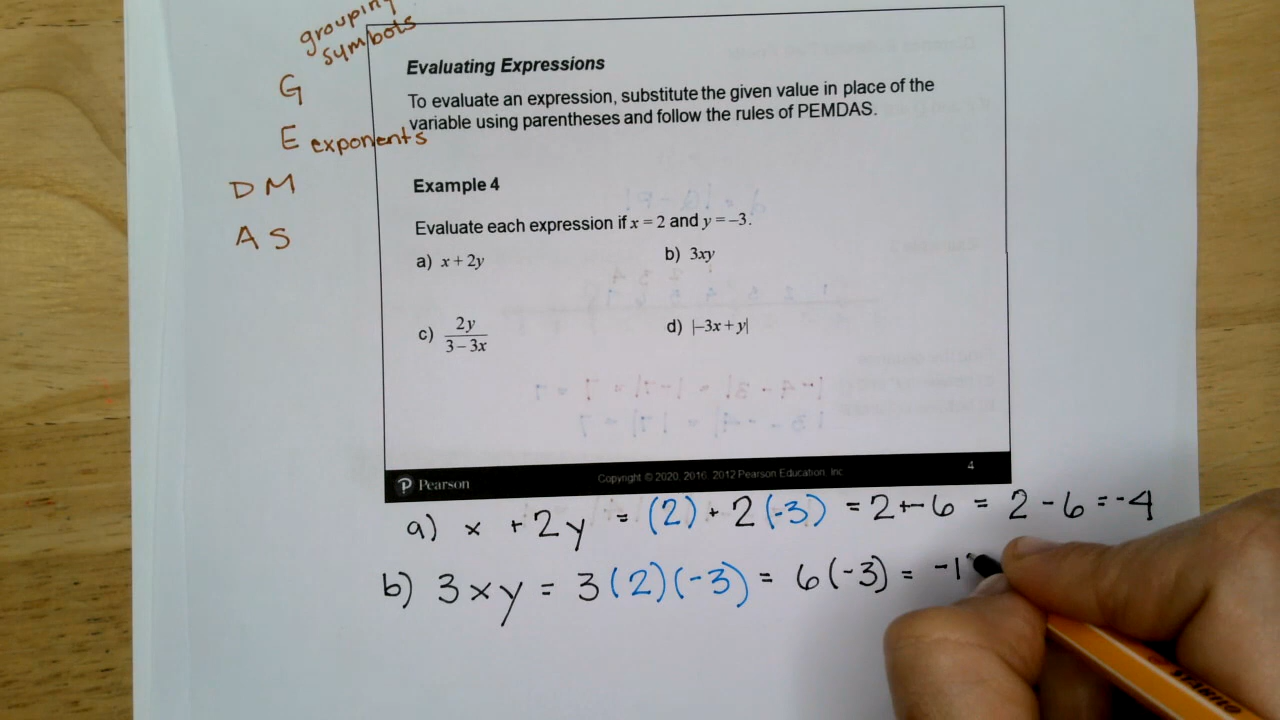 grouping
symbols
G
E exponents
DM
AS
Evaluating Expressions
To evaluate an expression, substitute the given value in place of the
variable using parentheses and follow the rules of PEMDAS.
Example 4
Evaluate each expression if x = 2 and y = –3.
a) x + 2y b) 3xy
c) 2y
3 – 3x
d) |–3x + y|
P Pearson Copyright © 2020, 2016, 2012 Pearson Education, Inc. 4
a) x + 2y = (2) + 2(-3) = 2 + -6 = 2 - 6 = -4
b) 3xy = 3(2)(-3) = 6(-3) = -1